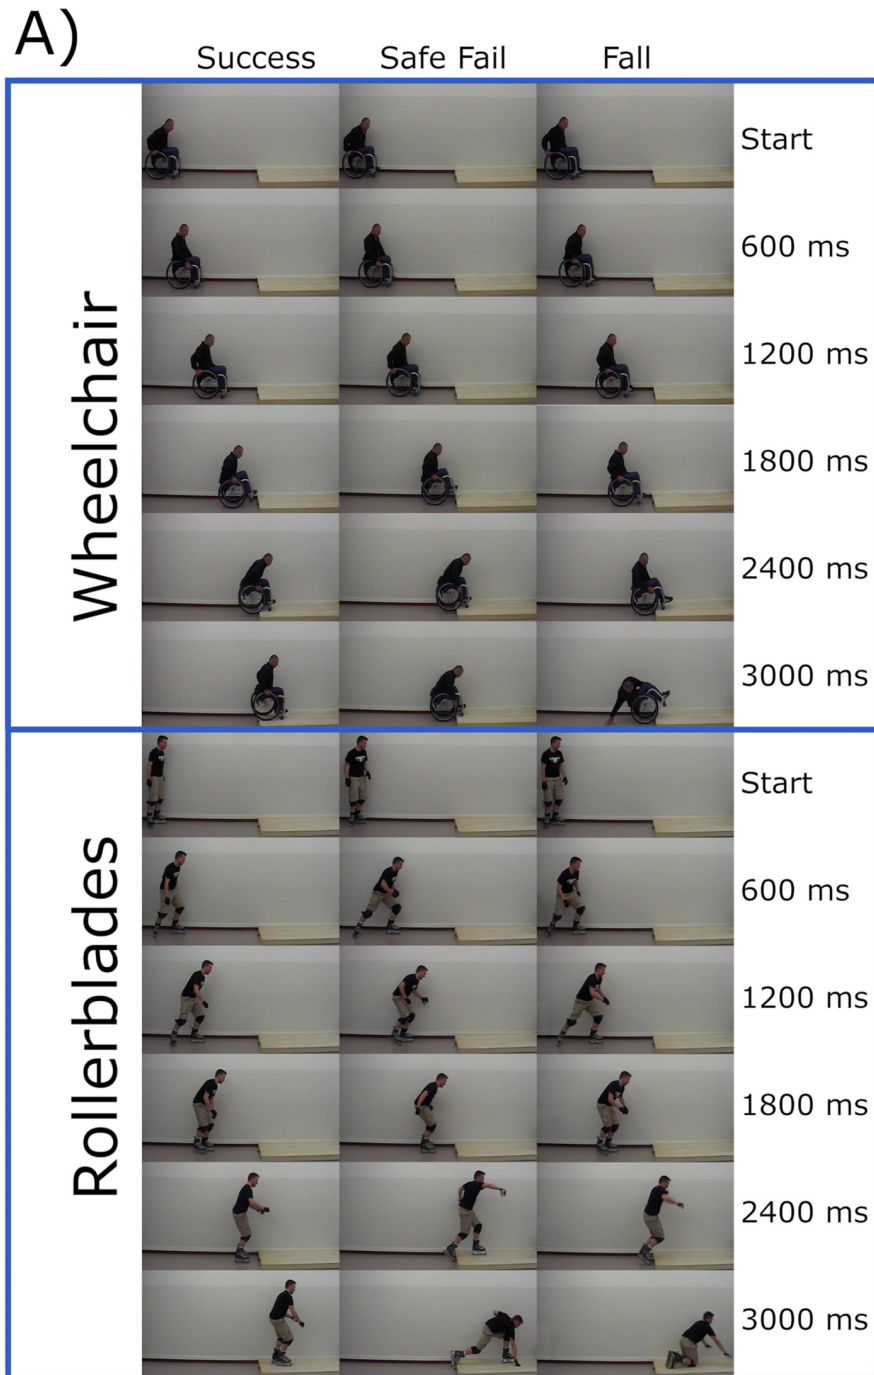 A)
Success Safe Fail Fall
Wheelchair
Start
600 ms
1200 ms
1800 ms
2400 ms
3000 ms
Rollerblades
Start
600 ms
1200 ms
1800 ms
2400 ms
3000 ms